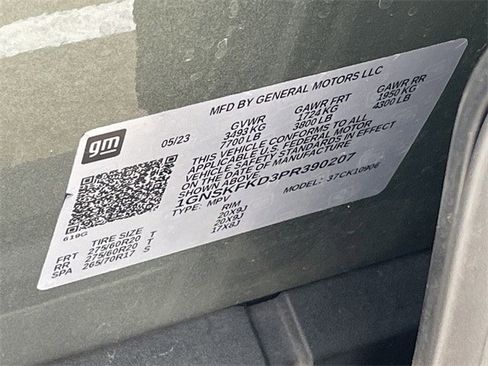 gm
MFD BY GENERAL MOTORS LLC
05/23
GVWR GAWR FRT GAWR RR
3493 KG 1724 KG 1950 KG
7700 LB 3800 LB 4300 LB
THIS VEHICLE CONFORMS TO ALL
APPLICABLE U.S. FEDERAL MOTOR
VEHICLE SAFETY STANDARDS IN EFFECT
ON THE DATE OF MANUFACTURE
SHOWN ABOVE.
1GNSKFKD3PR390207
TYPE: MPV MODEL: 37CK10906
619G
TIRE SIZE RIM
FRT 275/60R20 T 20X9J
RR 275/60R20 T 20X9J
SPA 265/70R17 S 17X8J